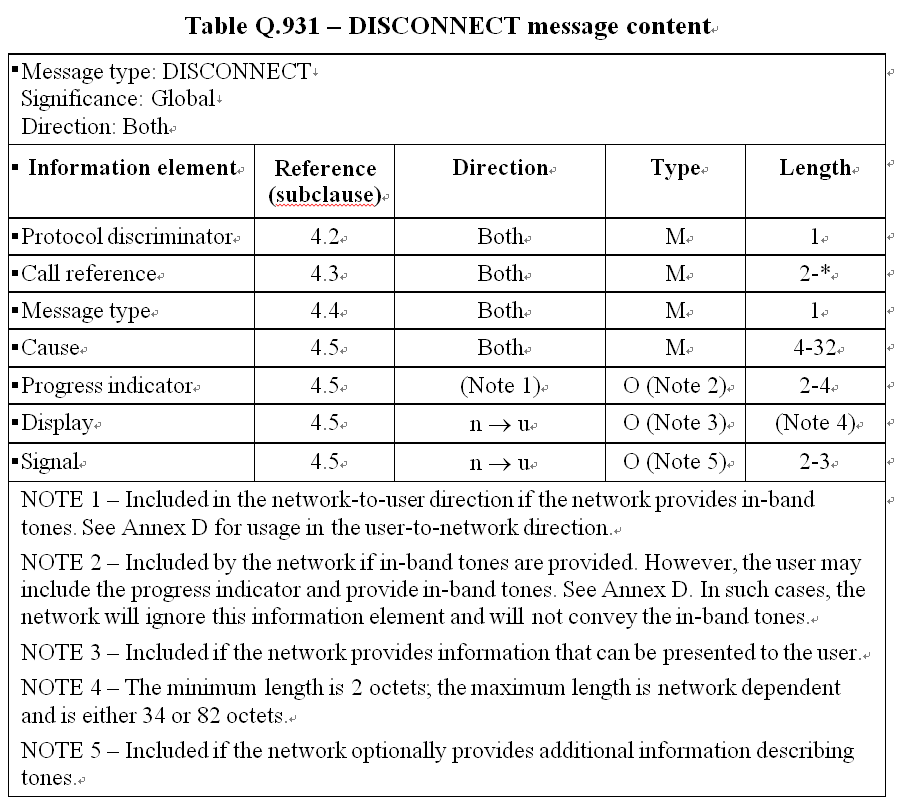 Table Q.931 – DISCONNECT message content
Message type: DISCONNECT
Significance: Global
Direction: Both
Information element Reference (subclause) Direction Type Length
Protocol discriminator 4.2 Both M 1
Call reference 4.3 Both M 2-*
Message type 4.4 Both M 1
Cause 4.5 Both M 4-32
Progress indicator 4.5 (Note 1) O (Note 2) 2-4
Display 4.5 n → u O (Note 3) (Note 4)
Signal 4.5 n → u O (Note 5) 2-3
NOTE 1 – Included in the network-to-user direction if the network provides in-band
tones. See Annex D for usage in the user-to-network direction.
NOTE 2 – Included by the network if in-band tones are provided. However, the user may
include the progress indicator and provide in-band tones. See Annex D. In such cases, the
network will ignore this information element and will not convey the in-band tones.
NOTE 3 – Included if the network provides information that can be presented to the user.
NOTE 4 – The minimum length is 2 octets; the maximum length is network dependent
and is either 34 or 82 octets.
NOTE 5 – Included if the network optionally provides additional information describing
tones.